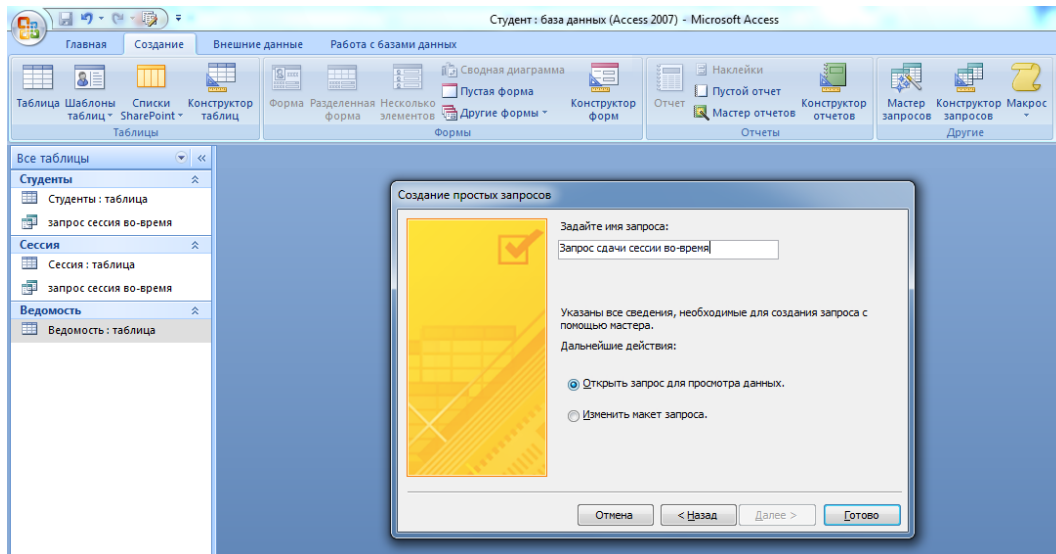 Студент : база данных (Access 2007) - Microsoft Access
Главная Создание Внешние данные Работа с базами данных
Таблица Шаблоны таблиц Списки SharePoint Конструктор таблиц
Таблицы
Форма Разделенная форма Несколько элементов Сводная диаграмма Пустая форма Другие формы Конструктор форм
Формы
Отчет Наклейки Пустой отчет Мастер отчетов Конструктор отчетов
Отчеты
Мастер запросов Конструктор запросов Макрос
Другие
Все таблицы
Студенты
Студенты : таблица
запрос сессия во-время
Сессия
Сессия : таблица
запрос сессия во-время
Ведомость
Ведомость : таблица
Создание простых запросов
Задайте имя запроса:
Запрос сдачи сессии во-время
Указаны все сведения, необходимые для создания запроса с
помощью мастера.
Дальнейшие действия:
Открыть запрос для просмотра данных.
Изменить макет запроса.
Отмена < Назад Далее > Готово